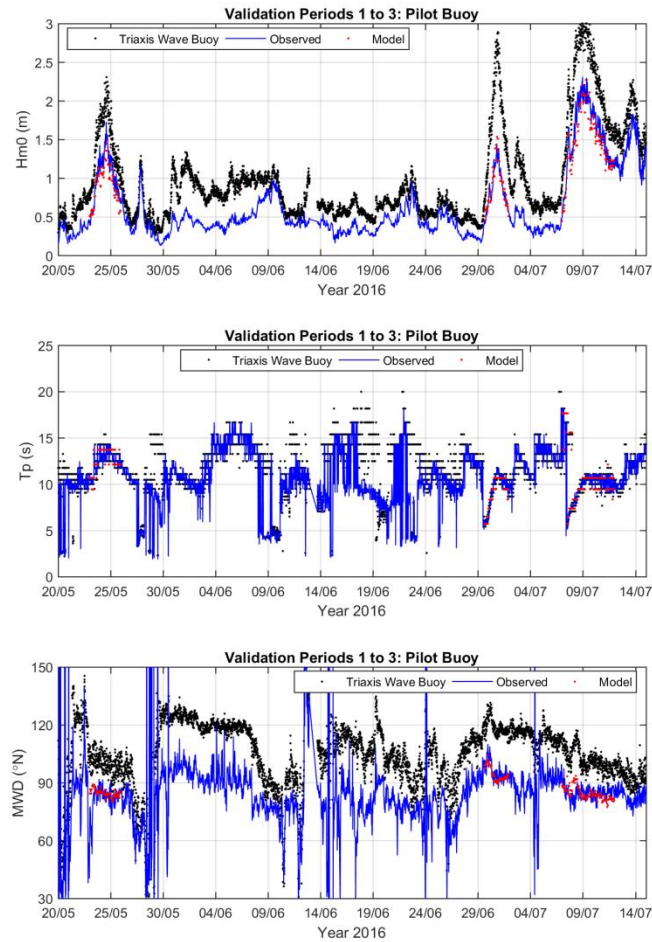 Validation Periods 1 to 3: Pilot Buoy
Triaxis Wave Buoy Observed Model
3
2.5
2
1.5
1
0.5
0
Hm0 (m)
20/05 25/05 30/05 04/06 09/06 14/06 19/06 24/06 29/06 04/07 09/07 14/07
Year 2016
Validation Periods 1 to 3: Pilot Buoy
Triaxis Wave Buoy Observed Model
25
20
15
10
5
0
Tp (s)
20/05 25/05 30/05 04/06 09/06 14/06 19/06 24/06 29/06 04/07 09/07 14/07
Year 2016
Validation Periods 1 to 3: Pilot Buoy
Triaxis Wave Buoy Observed Model
150
120
90
60
30
MWD (°N)
20/05 25/05 30/05 04/06 09/06 14/06 19/06 24/06 29/06 04/07 09/07 14/07
Year 2016